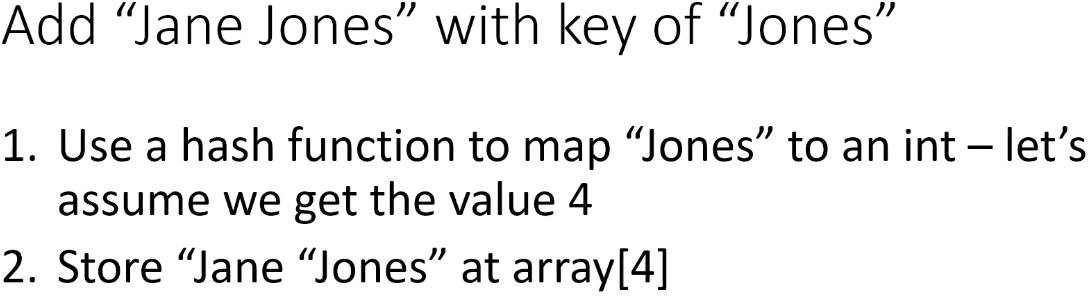 Add “Jane Jones” with key of “Jones”
1. Use a hash function to map “Jones” to an int – let’s
assume we get the value 4
2. Store “Jane “Jones” at array[4]